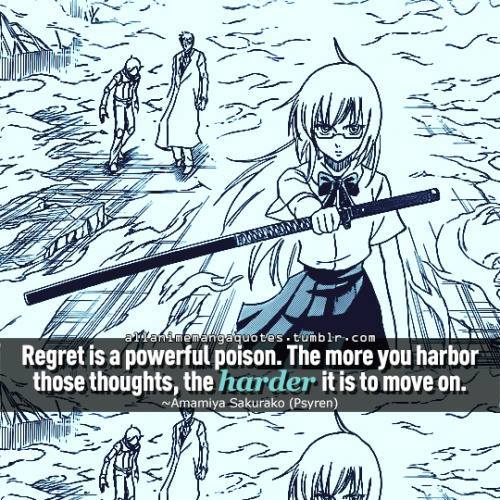 allanimemangaquotes.tumblr.com
Regret is a powerful poison. The more you harbor
those thoughts, the harder it is to move on.
~Amamiya Sakurako (Psyren)